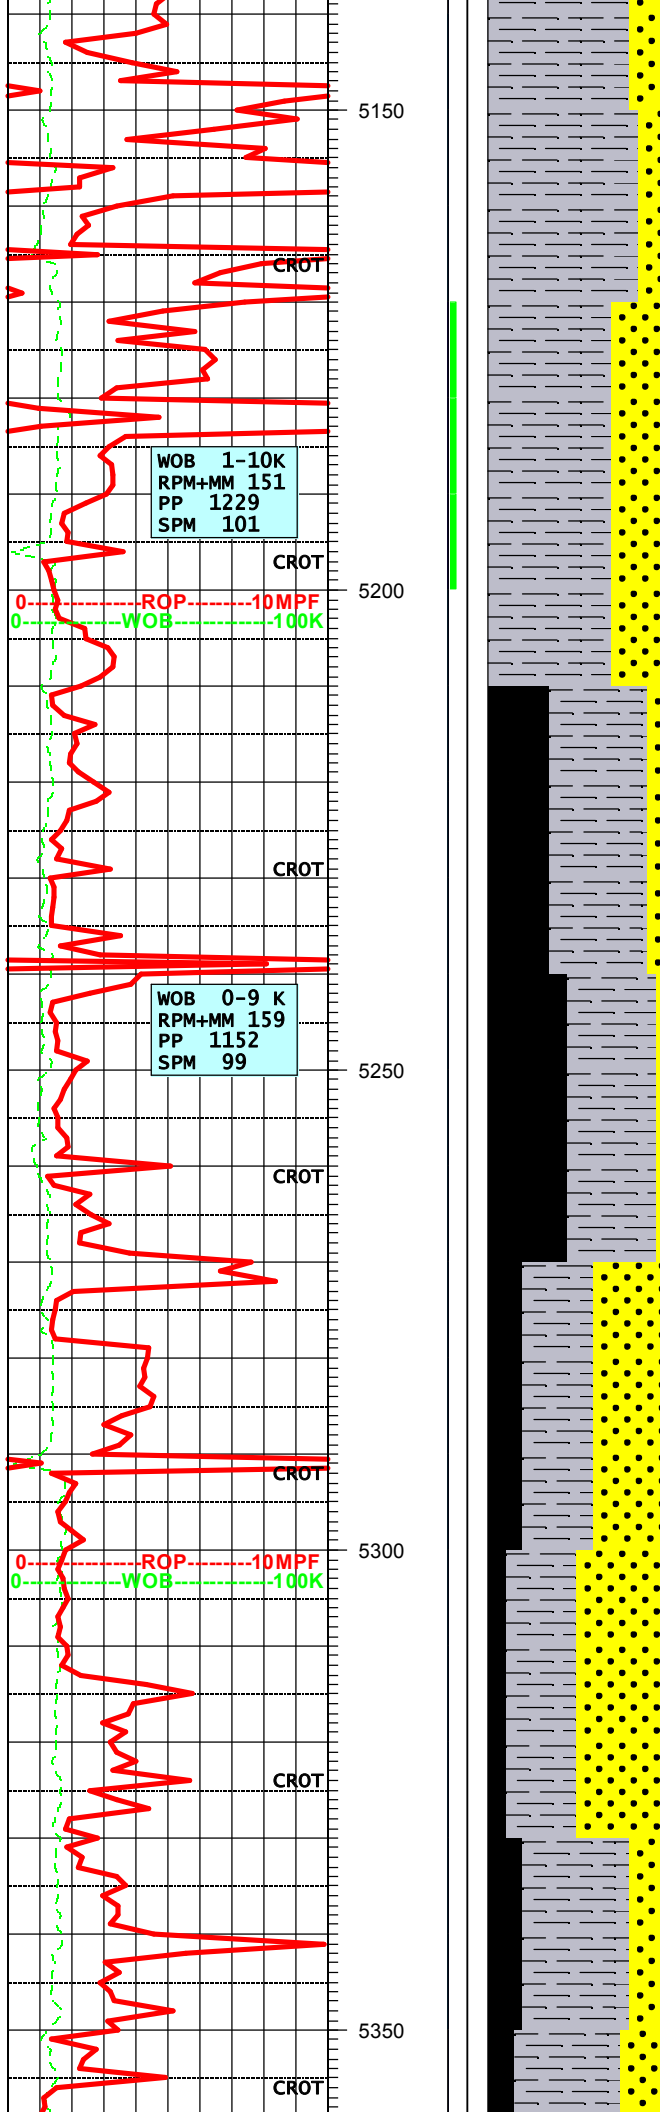 5150
CROT
WOB 1-10K
RPM+MM 151
PP 1229
SPM 101
CROT
5200
0-----------------ROP---------10MPF
0--------------WOB---------------100K
CROT
WOB 0-9 K
RPM+MM 159
PP 1152
SPM 99
5250
CROT
CROT
5300
0-----------------ROP---------10MPF
0--------------WOB---------------100K
CROT
5350
CROT